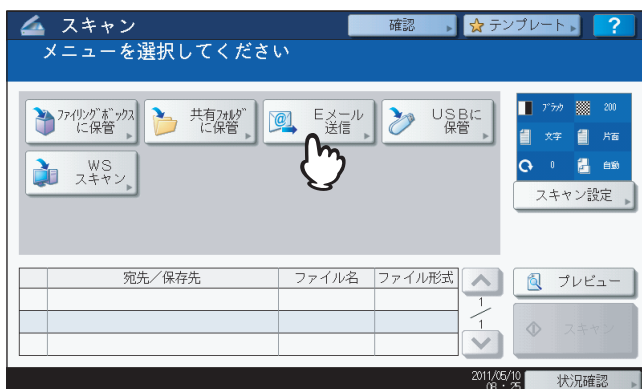 スキャン
確認
テンプレート
?
メニューを選択してください
ファイリングボックス
に保管
共有フォルダ
に保管
Eメール
送信
USBに
保管
WS
スキャン
ブラック
200
文字
片面
0
自動
スキャン設定
宛先/保存先
ファイル名
ファイル形式
1
1
プレビュー
スキャン
2011/05/10
08:25
状況確認